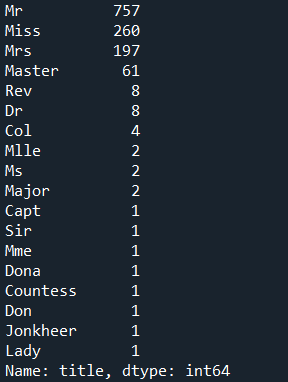 Mr 757
Miss 260
Mrs 197
Master 61
Rev 8
Dr 8
Col 4
Mlle 2
Ms 2
Major 2
Capt 1
Sir 1
Mme 1
Dona 1
Countess 1
Don 1
Jonkheer 1
Lady 1
Name: title, dtype: int64